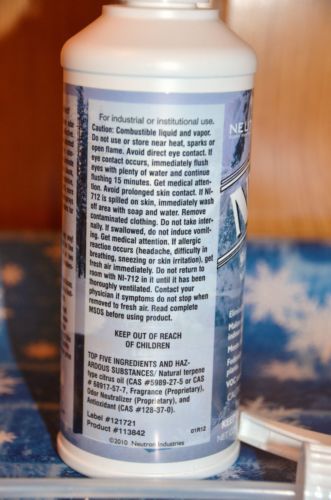 For industrial or institutional use.
Caution: Combustible liquid and vapor.
Do not use or store near heat, sparks or
open flame. Avoid direct eye contact. If
eye contact occurs, immediately flush
eyes with plenty of water and continue
flushing 15 minutes. Get medical atten-
tion. Avoid prolonged skin contact. If NI-
712 is spilled on skin, immediately wash
off area with soap and water. Remove
contaminated clothing. Do not take inter-
nally. If swallowed, do not induce vomit-
ing. Get medical attention. If allergic
reaction occurs (headache, difficulty in
breathing, sneezing or skin irritation), get
fresh air immediately. Do not return to
room with NI-712 in it until it has been
thoroughly ventilated. Contact your
physician if symptoms do not stop when
removed to fresh air. Read complete
MSDS before using product.
KEEP OUT OF REACH
OF CHILDREN
TOP FIVE INGREDIENTS AND HAZ-
ARDOUS SUBSTANCES/ Natural terpene
type citrus oil (CAS #5989-27-5 or CAS
# 68917-57-7, Fragrance (Proprietary),
Odor Neutralizer (Proprietary), and
Antioxidant (CAS #128-37-0).
Label #121721
Product #113842
01R12
©2010 Neutron Industries